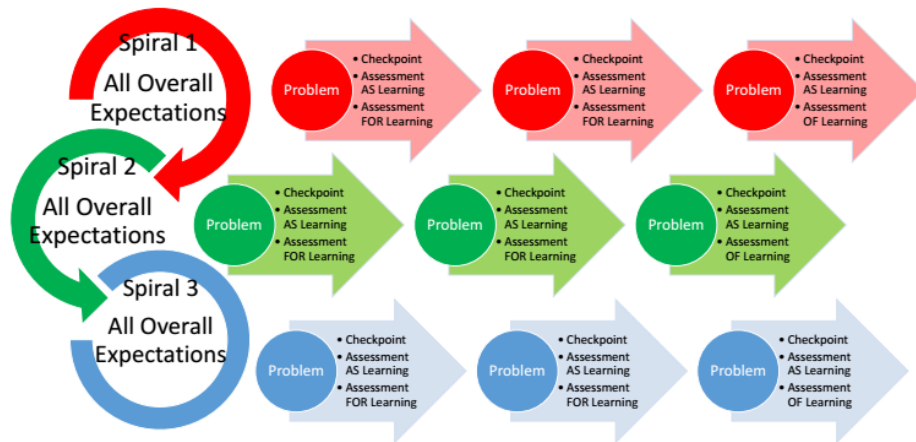 Spiral 1
All Overall
Expectations
Problem
• Checkpoint
• Assessment
AS Learning
• Assessment
FOR Learning
Problem
• Checkpoint
• Assessment
AS Learning
• Assessment
FOR Learning
Problem
• Checkpoint
• Assessment
AS Learning
• Assessment
OF Learning
Spiral 2
All Overall
Expectations
Problem
• Checkpoint
• Assessment
AS Learning
• Assessment
FOR Learning
Problem
• Checkpoint
• Assessment
AS Learning
• Assessment
FOR Learning
Problem
• Checkpoint
• Assessment
AS Learning
• Assessment
OF Learning
Spiral 3
All Overall
Expectations
Problem
• Checkpoint
• Assessment
AS Learning
• Assessment
FOR Learning
Problem
• Checkpoint
• Assessment
AS Learning
• Assessment
FOR Learning
Problem
• Checkpoint
• Assessment
AS Learning
• Assessment
OF Learning